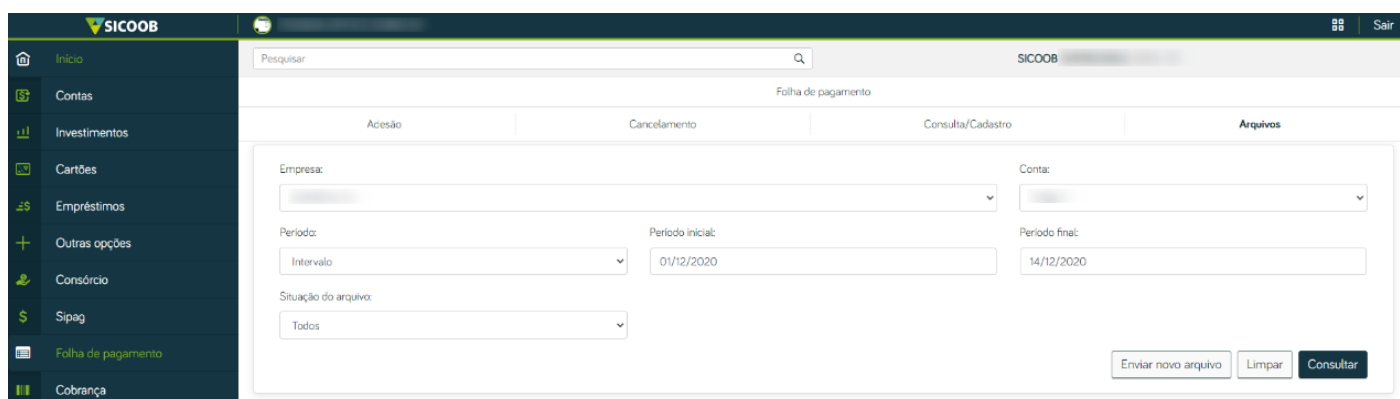 SICOOB
Sair
Início
Contas
Investimentos
Cartões
Empréstimos
Outras opções
Consórcio
Sipag
Folha de pagamento
Cobrança
Pesquisar
SICOOB
Folha de pagamento
Adesão Cancelamento Consulta/Cadastro Arquivos
Empresa: Conta:
Período: Período inicial: Período final:
Intervalo 01/12/2020 14/12/2020
Situação do arquivo:
Todos
Enviar novo arquivo Limpar Consultar